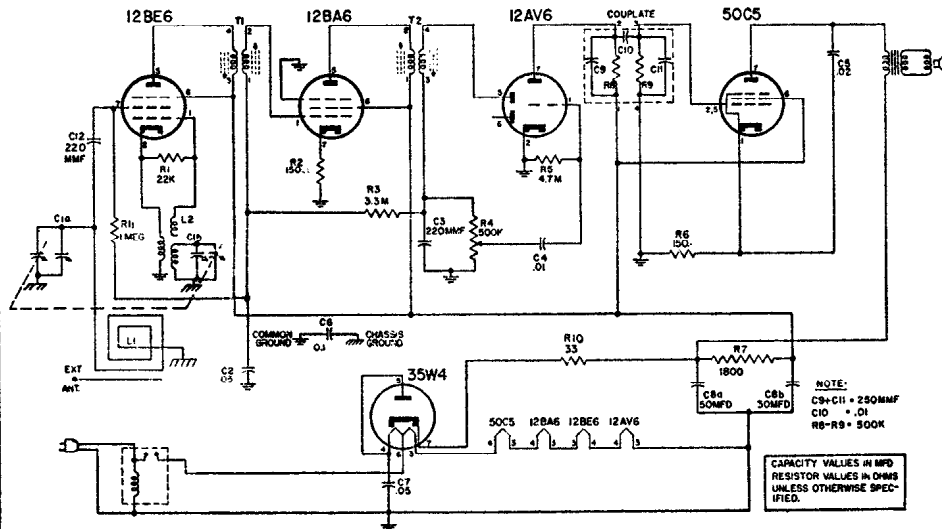 12BE6
T1
12BA6
T2
12AV6
COUPLATE
50C5
C12
220
MMF
R1
22K
R2
150
R3
3.3M
C3
220MMF
R4
500K
R5
4.7M
C4
.01
C9
C10
C11
R8
R9
R6
150
C5
.02
C1a
R11
1 MEG
L2
C1b
L1
EXT
ANT.
C2
.05
COMMON
GROUND
C6
0.1
CHASSIS
GROUND
R10
33
R7
1800
C8a
50MFD
C8b
30MFD
35W4
C7
.05
50C5 12BA6 12BE6 12AV6
NOTE-
C9+C11 = 250MMF
C10 = .01
R8-R9 = 500K
CAPACITY VALUES IN MFD
RESISTOR VALUES IN OHMS
UNLESS OTHERWISE SPEC-
IFIED.